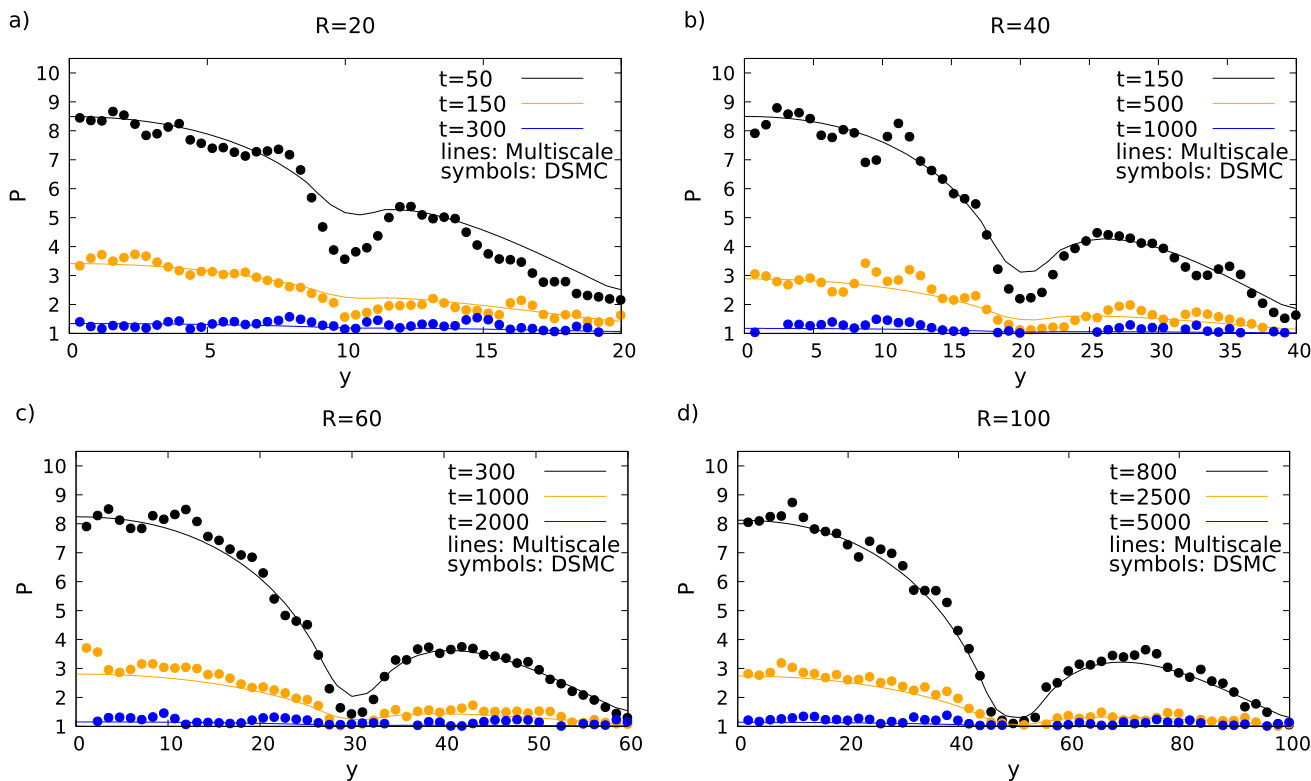 a)
R=20
P
10
9
8
7
6
5
4
3
2
1
t=50
t=150
t=300
lines: Multiscale
symbols: DSMC
0
5
10
15
20
y
b)
R=40
P
10
9
8
7
6
5
4
3
2
1
t=150
t=500
t=1000
lines: Multiscale
symbols: DSMC
0
5
10
15
20
25
30
35
40
y
c)
R=60
P
10
9
8
7
6
5
4
3
2
1
t=300
t=1000
t=2000
lines: Multiscale
symbols: DSMC
0
10
20
30
40
50
60
y
d)
R=100
P
10
9
8
7
6
5
4
3
2
1
t=800
t=2500
t=5000
lines: Multiscale
symbols: DSMC
0
20
40
60
80
100
y